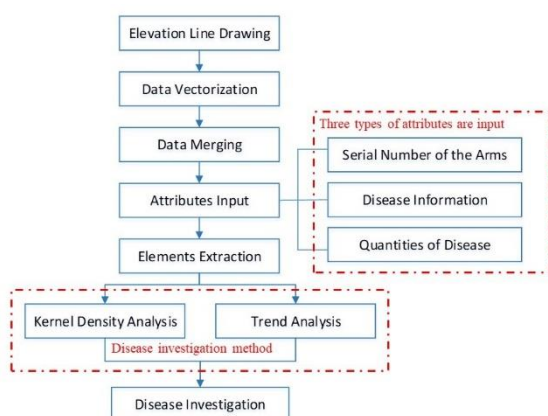 Elevation Line Drawing
Data Vectorization
Data Merging
Attributes Input
Three types of attributes are input
Serial Number of the Arms
Disease Information
Quantities of Disease
Elements Extraction
Kernel Density Analysis
Trend Analysis
Disease investigation method
Disease Investigation